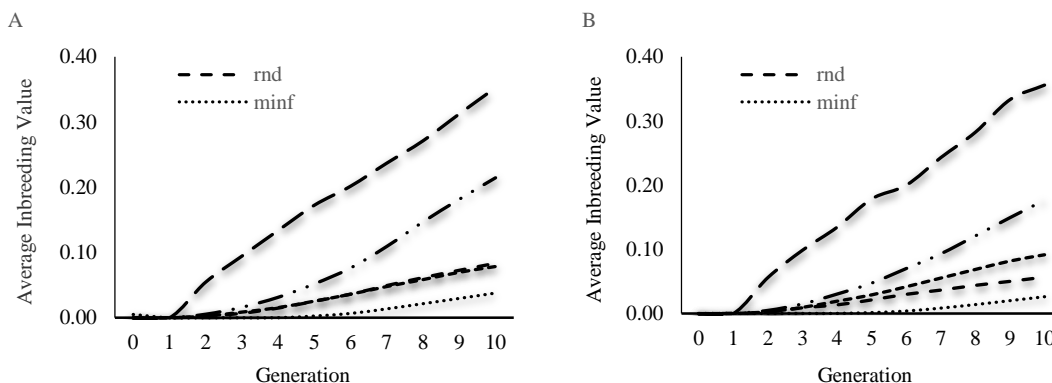 A
Average Inbreeding Value
0.40
0.30
0.20
0.10
0.00
rnd
minf
0 1 2 3 4 5 6 7 8 9 10
Generation
B
Average Inbreeding Value
0.40
0.30
0.20
0.10
0.00
rnd
minf
0 1 2 3 4 5 6 7 8 9 10
Generation